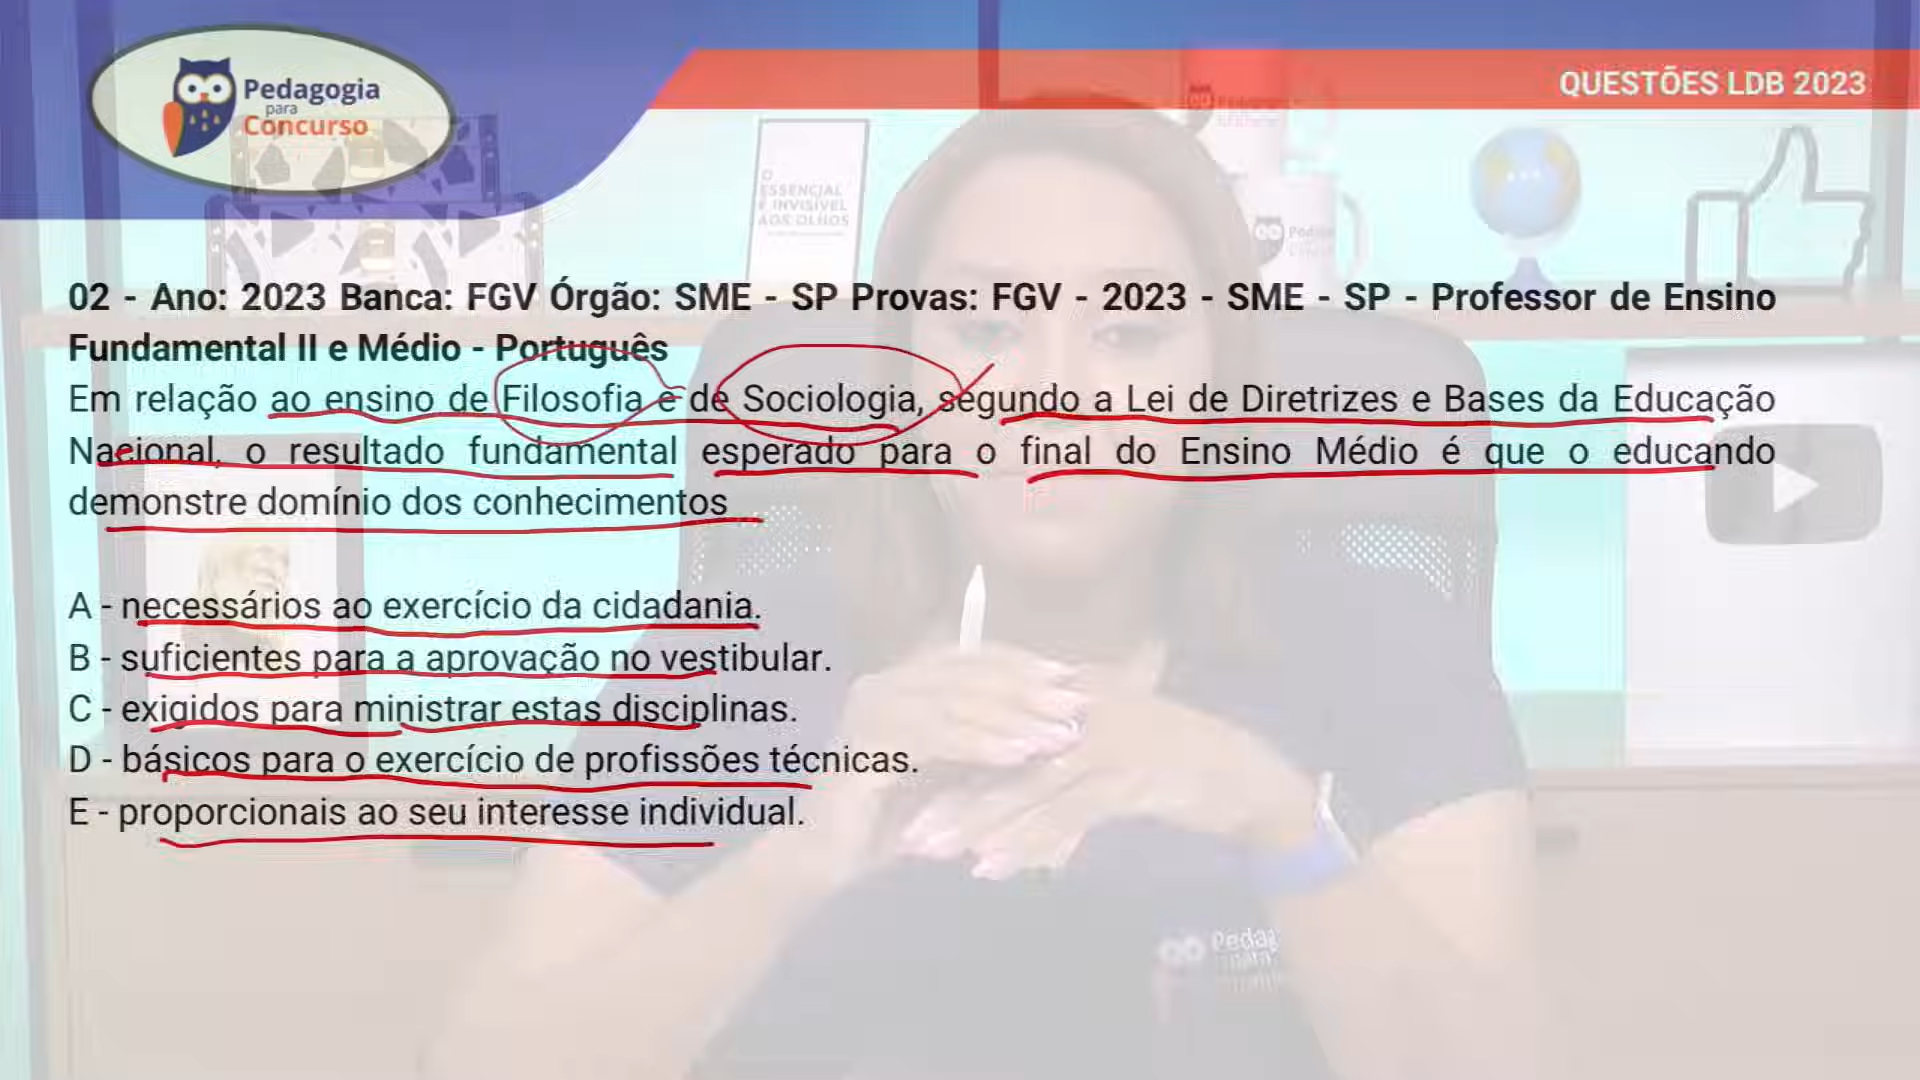 Pedagogia
para
Concurso
QUESTÕES LDB 2023
O
ESSENCIAL
É INVISÍVEL
AOS OLHOS
02 - Ano: 2023 Banca: FGV Órgão: SME - SP Provas: FGV - 2023 - SME - SP - Professor de Ensino
Fundamental II e Médio - Português
Em relação ao ensino de Filosofia e de Sociologia, segundo a Lei de Diretrizes e Bases da Educação
Nacional, o resultado fundamental esperado para o final do Ensino Médio é que o educando
demonstre domínio dos conhecimentos
A - necessários ao exercício da cidadania.
B - suficientes para a aprovação no vestibular.
C - exigidos para ministrar estas disciplinas.
D - básicos para o exercício de profissões técnicas.
E - proporcionais ao seu interesse individual.